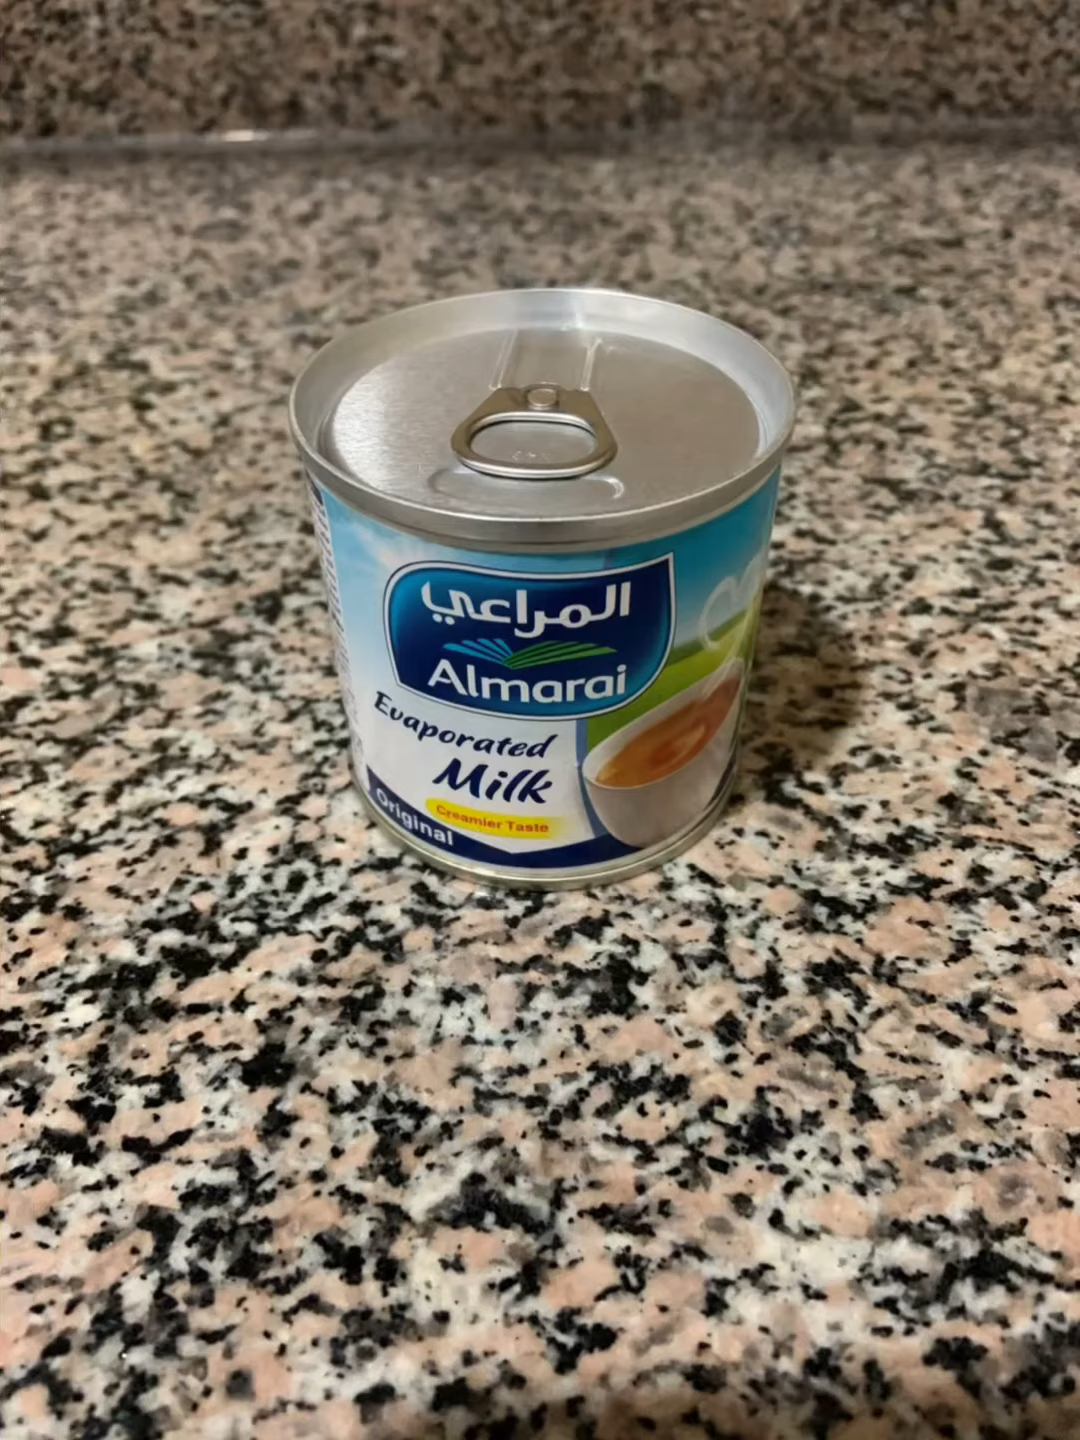 المراعي
Almarai
Evaporated
Milk
Creamier Taste
Original